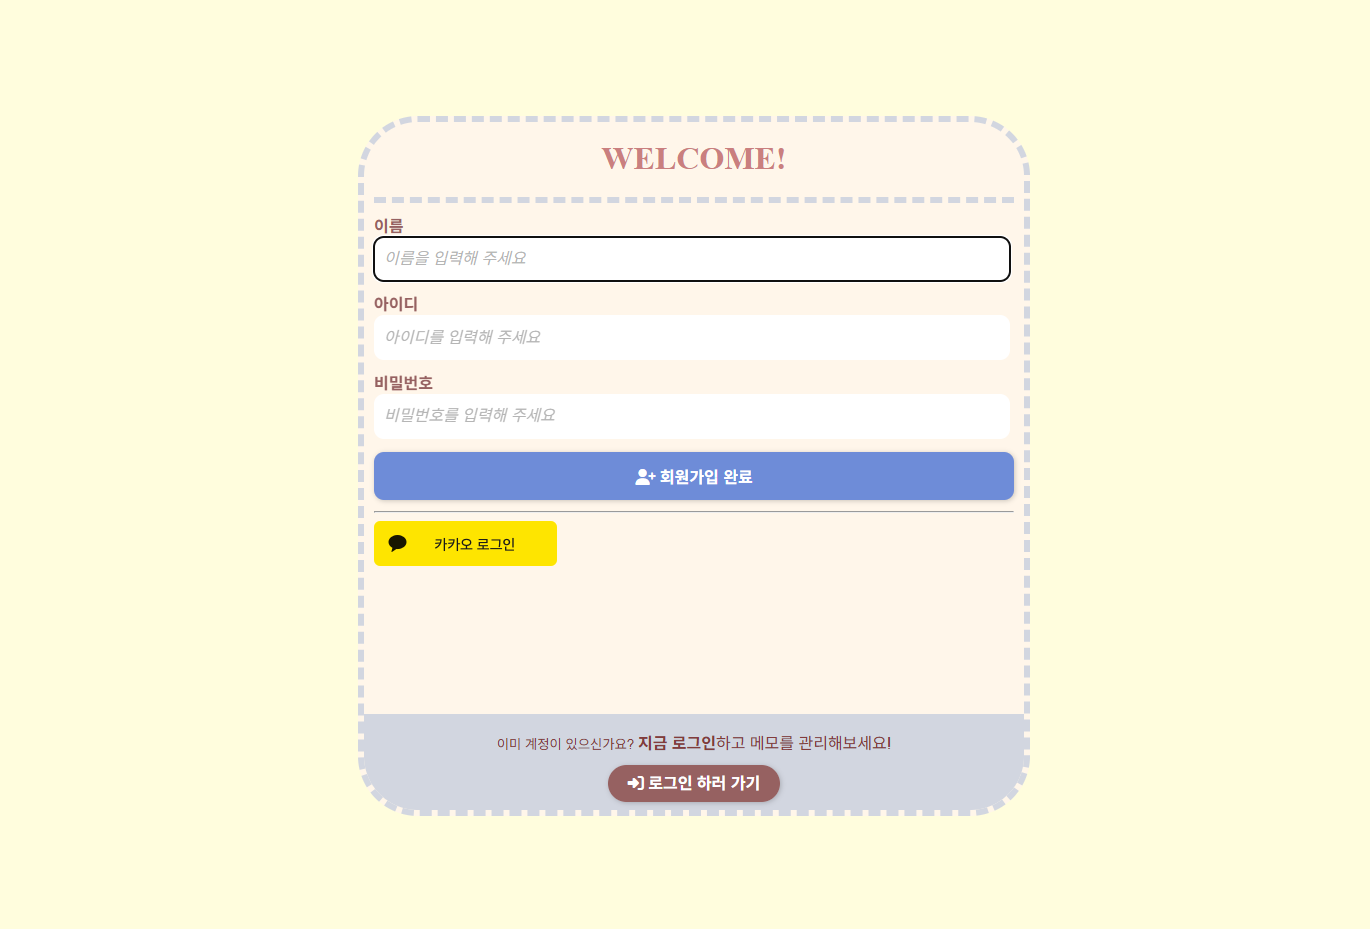 WELCOME!
이름
이름을 입력해 주세요
아이디
아이디를 입력해 주세요
비밀번호
비밀번호를 입력해 주세요
회원가입 완료
카카오 로그인
이미 계정이 있으신가요? 지금 로그인하고 메모를 관리해보세요!
로그인 하러 가기